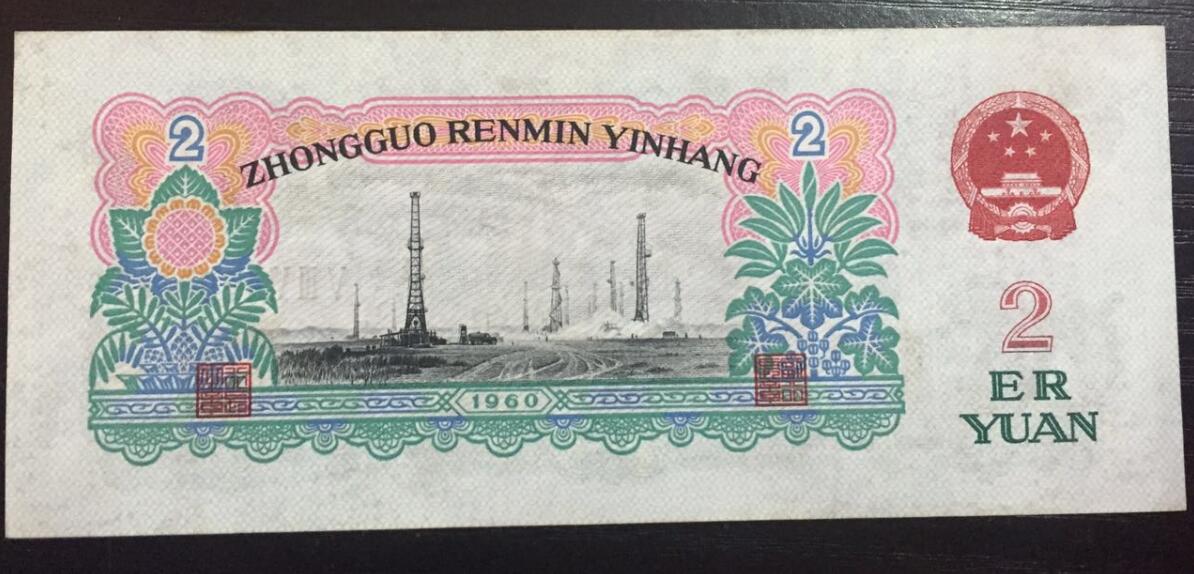 2
2
ZHONGGUO RENMIN YINHANG
1960
2
ER
YUAN